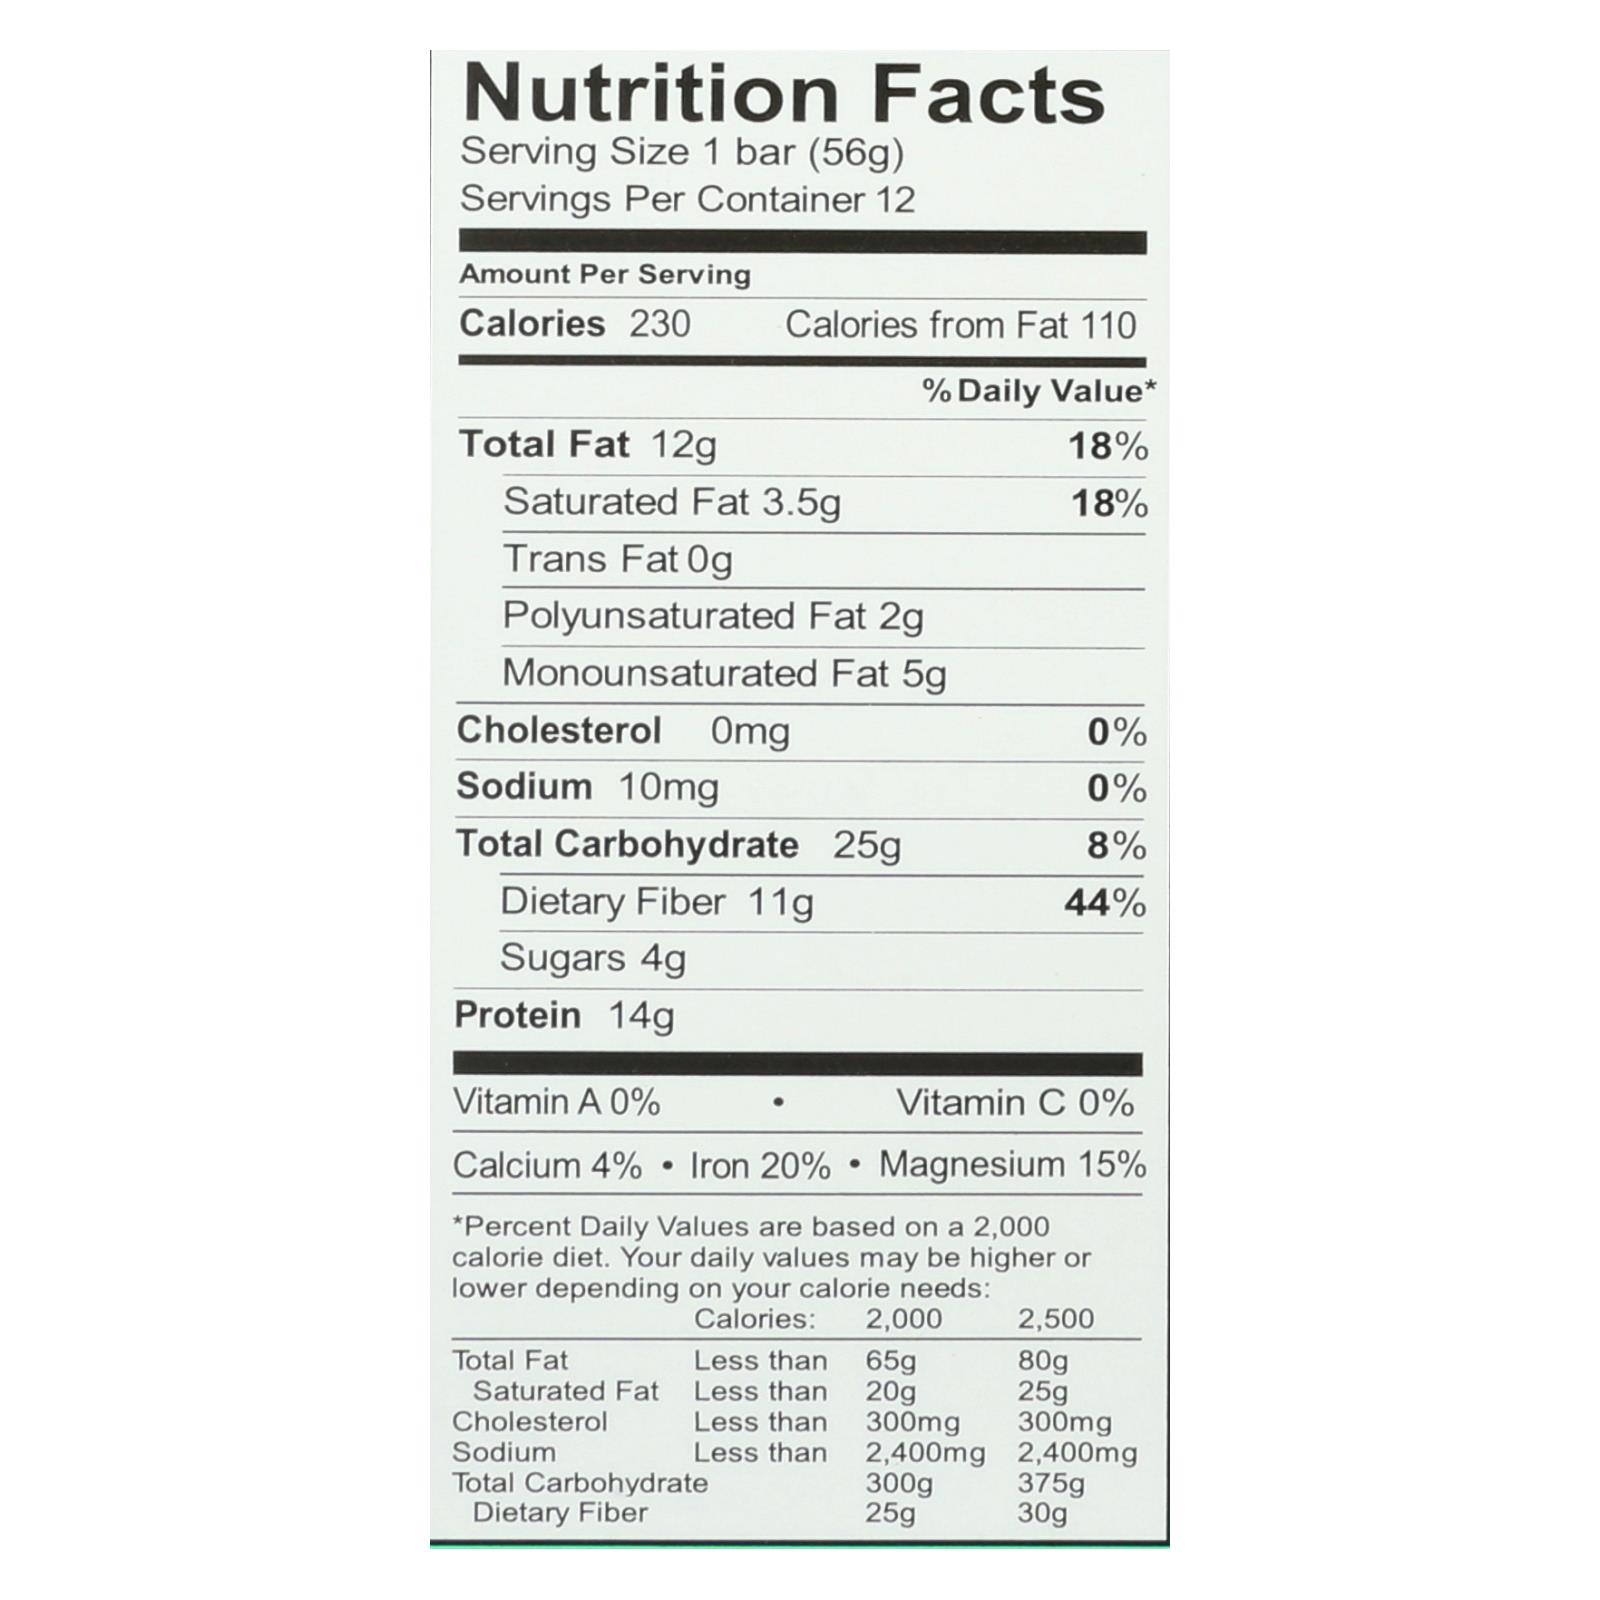 Nutrition Facts
Serving Size 1 bar (56g)
Servings Per Container 12
Amount Per Serving
Calories 230 Calories from Fat 110
% Daily Value*
Total Fat 12g 18%
Saturated Fat 3.5g 18%
Trans Fat 0g
Polyunsaturated Fat 2g
Monounsaturated Fat 5g
Cholesterol 0mg 0%
Sodium 10mg 0%
Total Carbohydrate 25g 8%
Dietary Fiber 11g 44%
Sugars 4g
Protein 14g
Vitamin A 0% • Vitamin C 0%
Calcium 4% • Iron 20% • Magnesium 15%
*Percent Daily Values are based on a 2,000
calorie diet. Your daily values may be higher or
lower depending on your calorie needs:
Calories: 2,000 2,500
Total Fat Less than 65g 80g
Saturated Fat Less than 20g 25g
Cholesterol Less than 300mg 300mg
Sodium Less than 2,400mg 2,400mg
Total Carbohydrate 300g 375g
Dietary Fiber 25g 30g